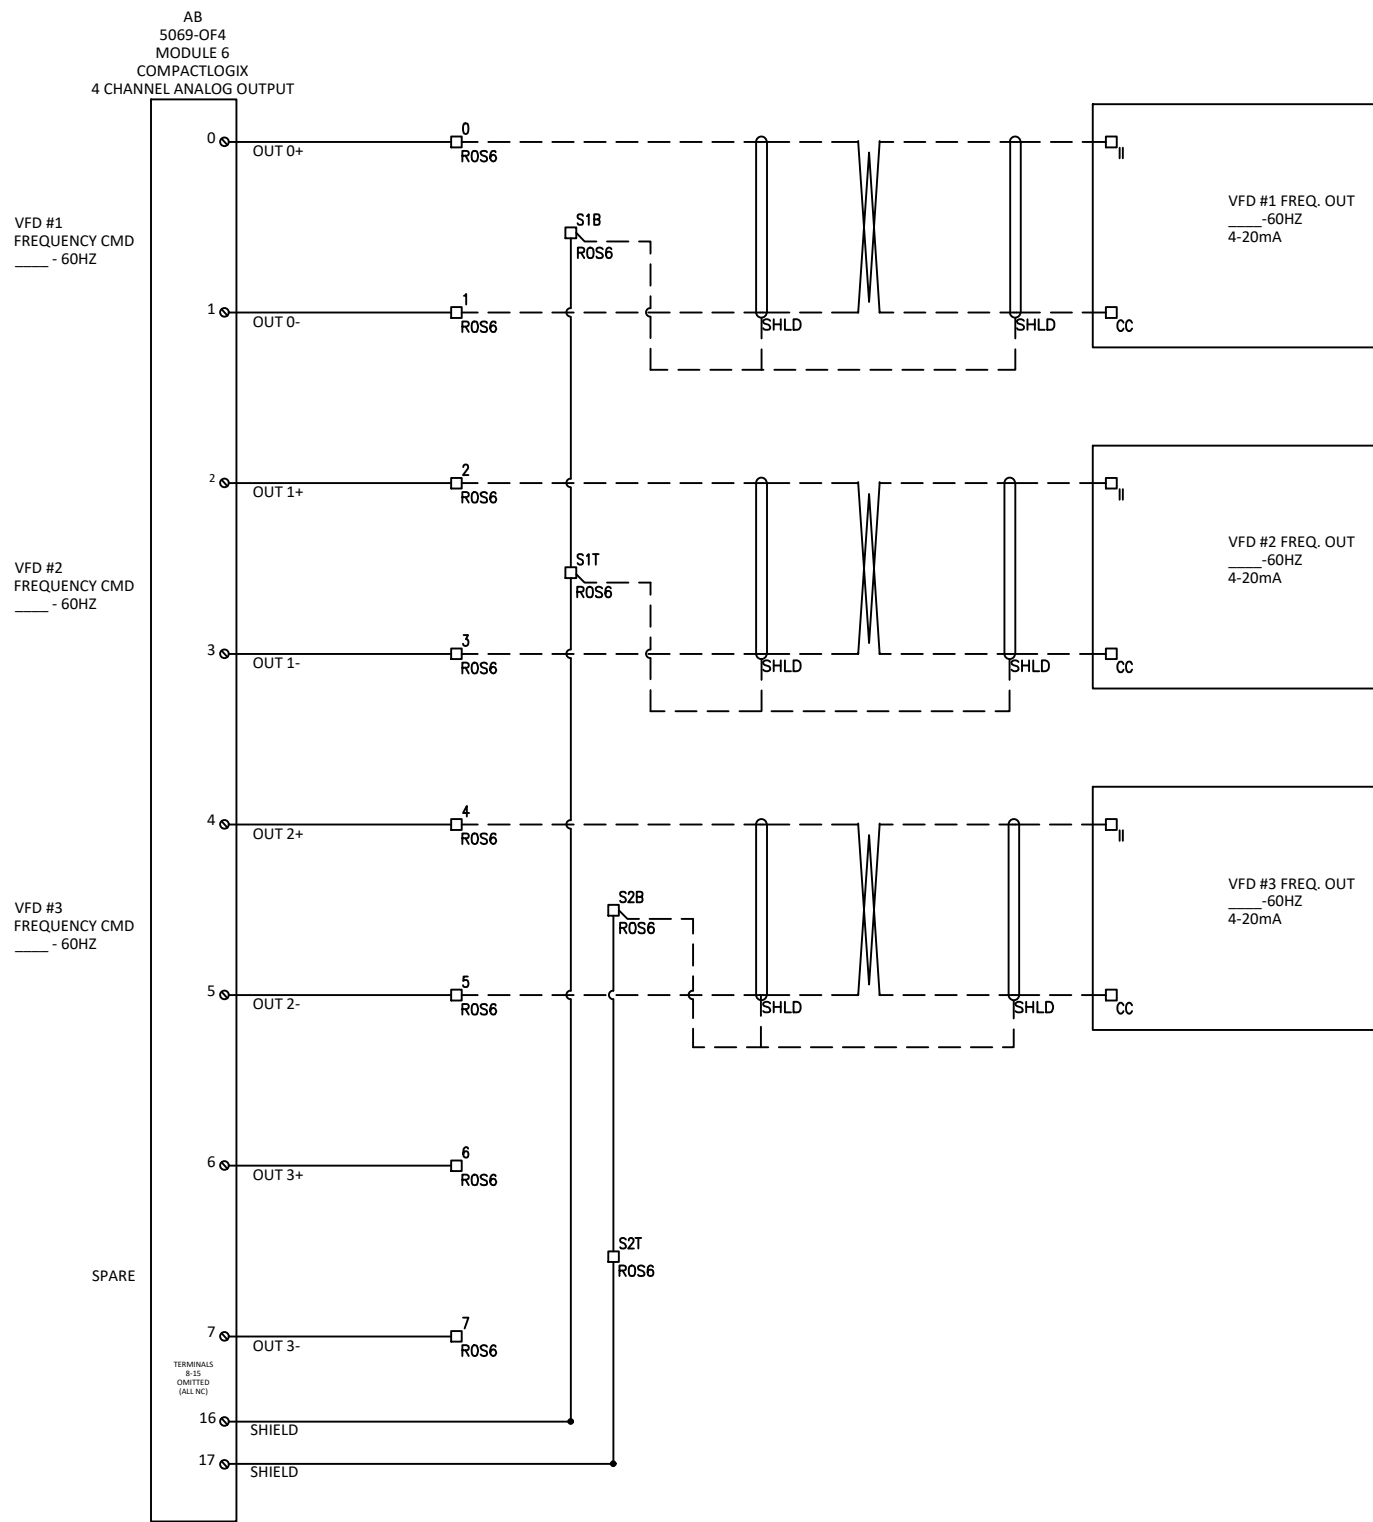 AB
5069-OF4
MODULE 6
COMPACTLOGIX
4 CHANNEL ANALOG OUTPUT
0
OUT 0+
0
R0S6
II
VFD #1
FREQUENCY CMD
____ - 60HZ
S1B
R0S6
VFD #1 FREQ. OUT
____-60HZ
4-20mA
1
OUT 0-
1
R0S6
SHLD
SHLD
CC
2
OUT 1+
2
R0S6
II
VFD #2
FREQUENCY CMD
____ - 60HZ
S1T
R0S6
VFD #2 FREQ. OUT
____-60HZ
4-20mA
3
OUT 1-
3
R0S6
SHLD
SHLD
CC
4
OUT 2+
4
R0S6
II
VFD #3
FREQUENCY CMD
____ - 60HZ
S2B
R0S6
VFD #3 FREQ. OUT
____-60HZ
4-20mA
5
OUT 2-
5
R0S6
SHLD
SHLD
CC
6
OUT 3+
6
R0S6
SPARE
S2T
R0S6
7
OUT 3-
7
R0S6
TERMINALS
8-15
OMITTED
(ALL NC)
16
SHIELD
17
SHIELD